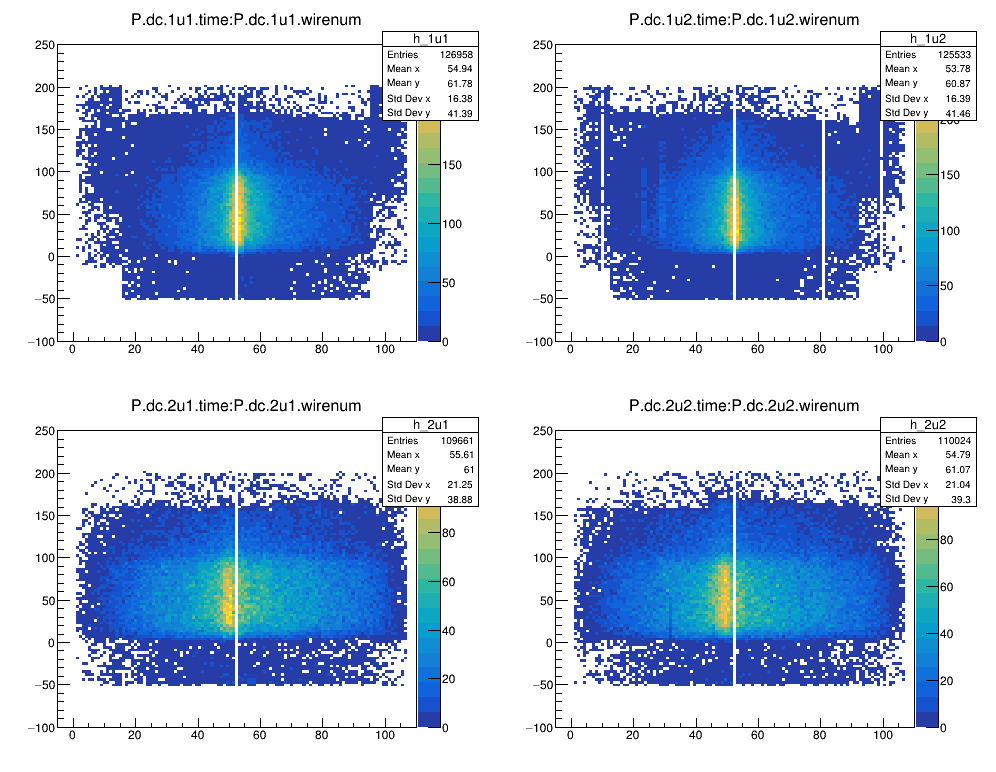 P.dc.1u1.time:P.dc.1u1.wirenum
h_1u1
Entries 126958
Mean x 54.94
Mean y 61.78
Std Dev x 16.38
Std Dev y 41.39
250
200
150
100
50
0
−50
−100
0 20 40 60 80 100
150
100
50
0
P.dc.1u2.time:P.dc.1u2.wirenum
h_1u2
Entries 125533
Mean x 53.78
Mean y 60.87
Std Dev x 16.39
Std Dev y 41.46
250
200
150
100
50
0
−50
−100
0 20 40 60 80 100
200
150
100
50
0
P.dc.2u1.time:P.dc.2u1.wirenum
h_2u1
Entries 109661
Mean x 55.61
Mean y 61
Std Dev x 21.25
Std Dev y 38.88
250
200
150
100
50
0
−50
−100
0 20 40 60 80 100
80
60
40
20
0
P.dc.2u2.time:P.dc.2u2.wirenum
h_2u2
Entries 110024
Mean x 54.79
Mean y 61.07
Std Dev x 21.04
Std Dev y 39.3
250
200
150
100
50
0
−50
−100
0 20 40 60 80 100
80
60
40
20
0